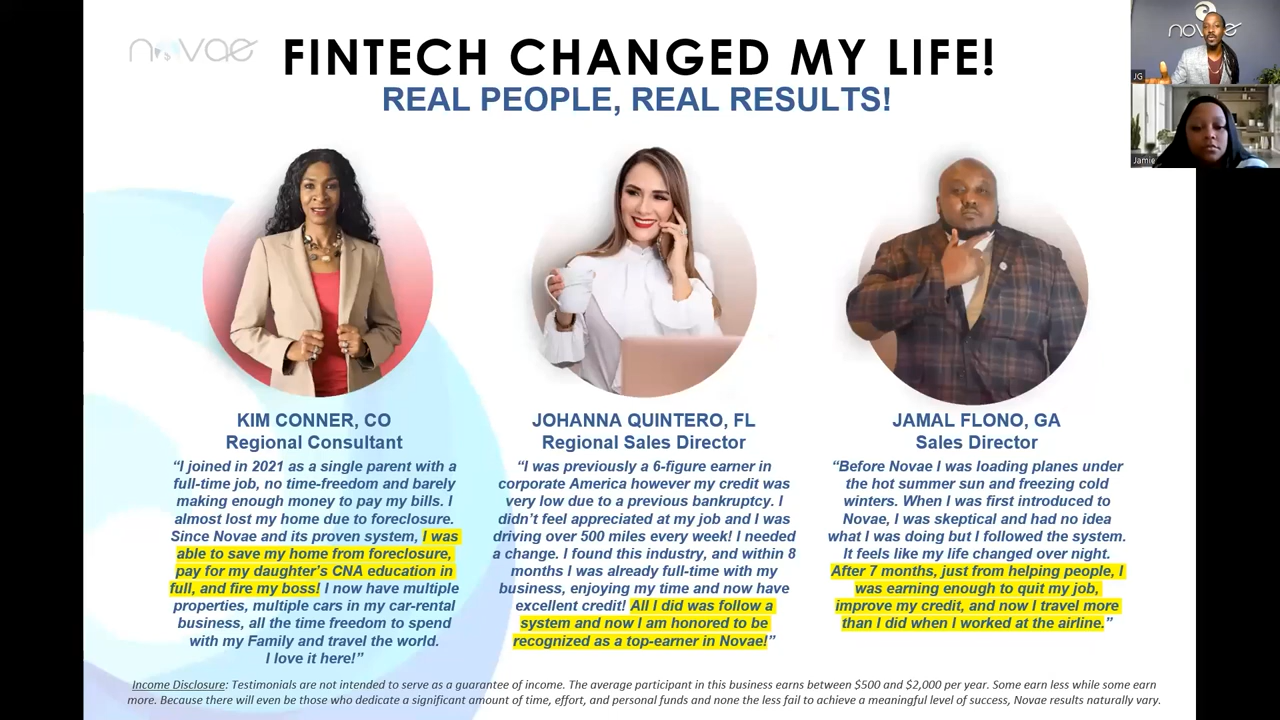 novae
FINTECH CHANGED MY LIFE!
REAL PEOPLE, REAL RESULTS!
novae
JG
Jamie
KIM CONNER, CO
Regional Consultant
“I joined in 2021 as a single parent with a
full-time job, no time-freedom and barely
making enough money to pay my bills. I
almost lost my home due to foreclosure.
Since Novae and its proven system, I was
able to save my home from foreclosure,
pay for my daughter's CNA education in
full, and fire my boss! I now have multiple
properties, multiple cars in my car-rental
business, all the time freedom to spend
with my Family and travel the world.
I love it here!”
JOHANNA QUINTERO, FL
Regional Sales Director
“I was previously a 6-figure earner in
corporate America however my credit was
very low due to a previous bankruptcy. I
didn’t feel appreciated at my job and I was
driving over 500 miles every week! I needed
a change. I found this industry, and within 8
months I was already full-time with my
business, enjoying my time and now have
excellent credit! All I did was follow a
system and now I am honored to be
recognized as a top-earner in Novae!”
JAMAL FLONO, GA
Sales Director
“Before Novae I was loading planes under
the hot summer sun and freezing cold
winters. When I was first introduced to
Novae, I was skeptical and had no idea
what I was doing but I followed the system.
It feels like my life changed over night.
After 7 months, just from helping people, I
was earning enough to quit my job,
improve my credit, and now I travel more
than I did when I worked at the airline.”
Income Disclosure: Testimonials are not intended to serve as a guarantee of income. The average participant in this business earns between $500 and $2,000 per year. Some earn less while some earn
more. Because there will even be those who dedicate a significant amount of time, effort, and personal funds and none the less fail to achieve a meaningful level of success, Novae results naturally vary.